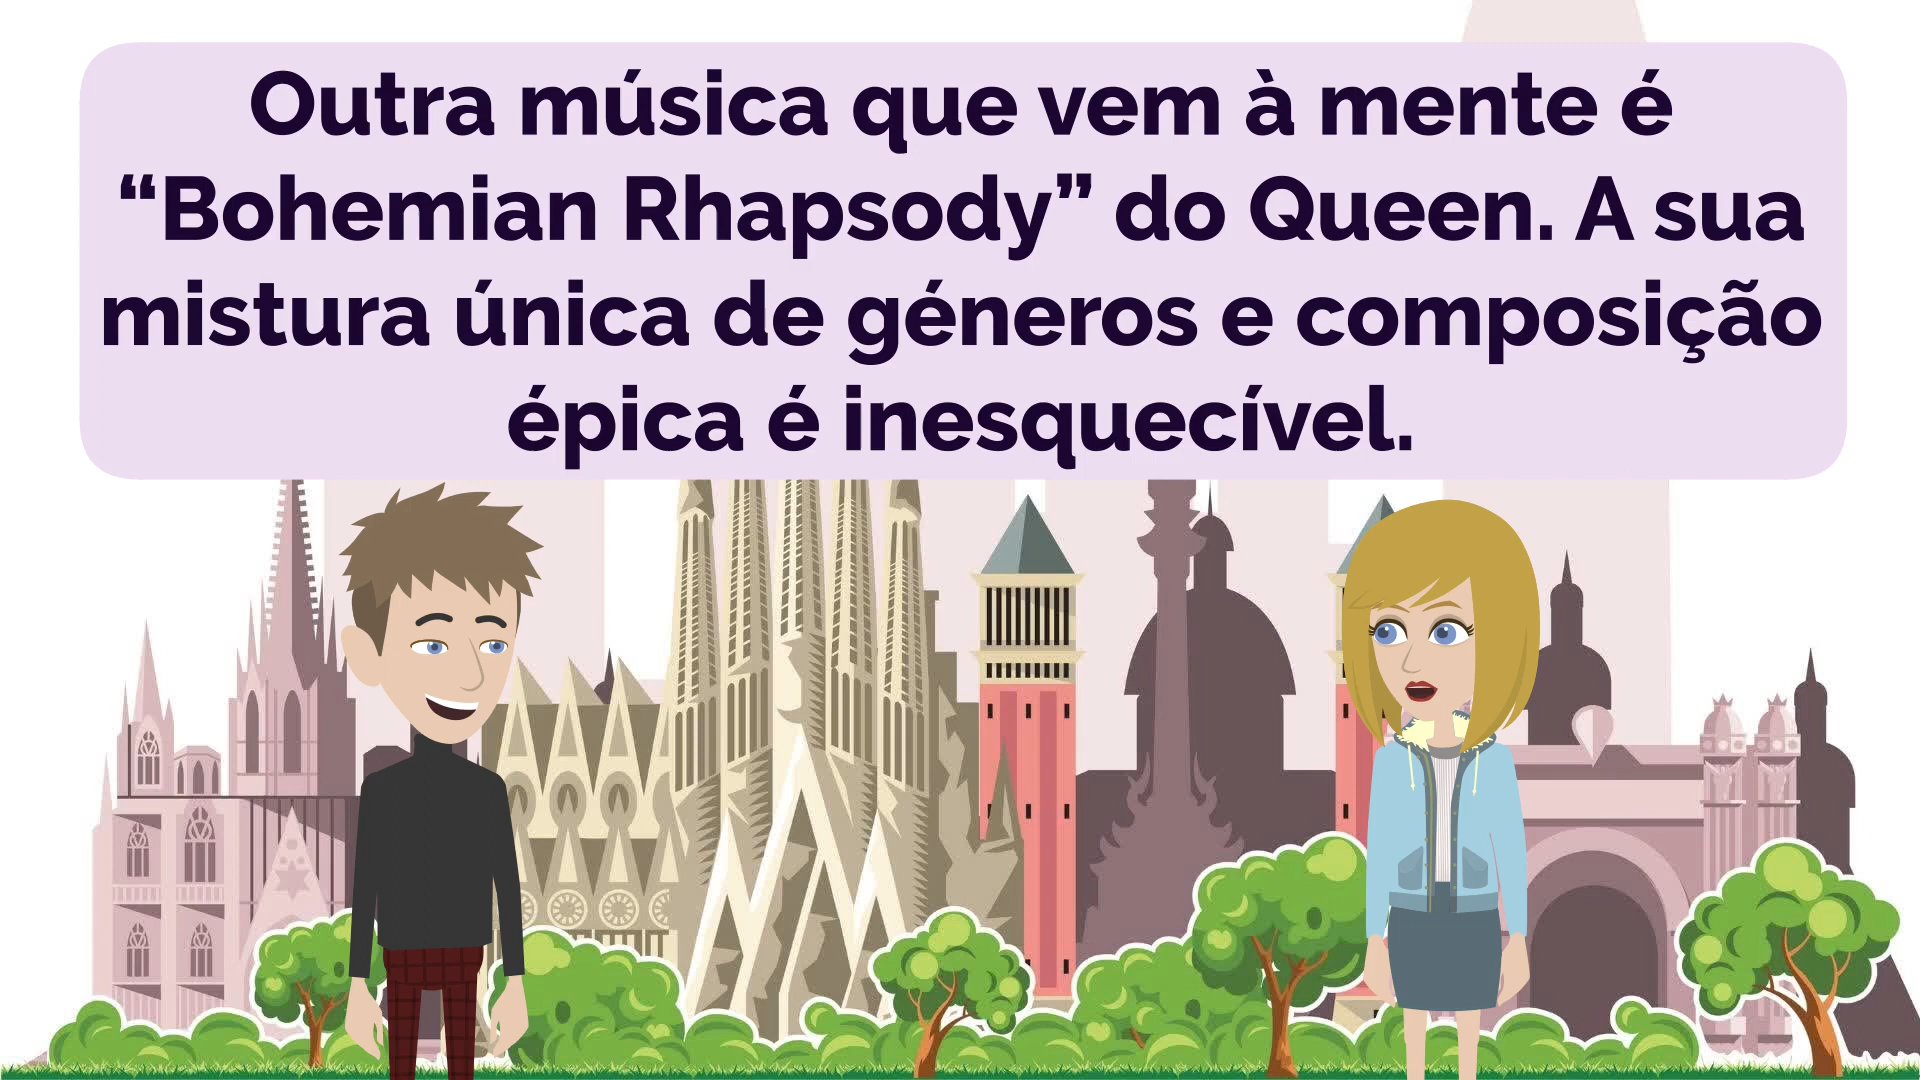 Outra música que vem à mente é
“Bohemian Rhapsody” do Queen. A sua
mistura única de géneros e composição
épica é inesquecível.